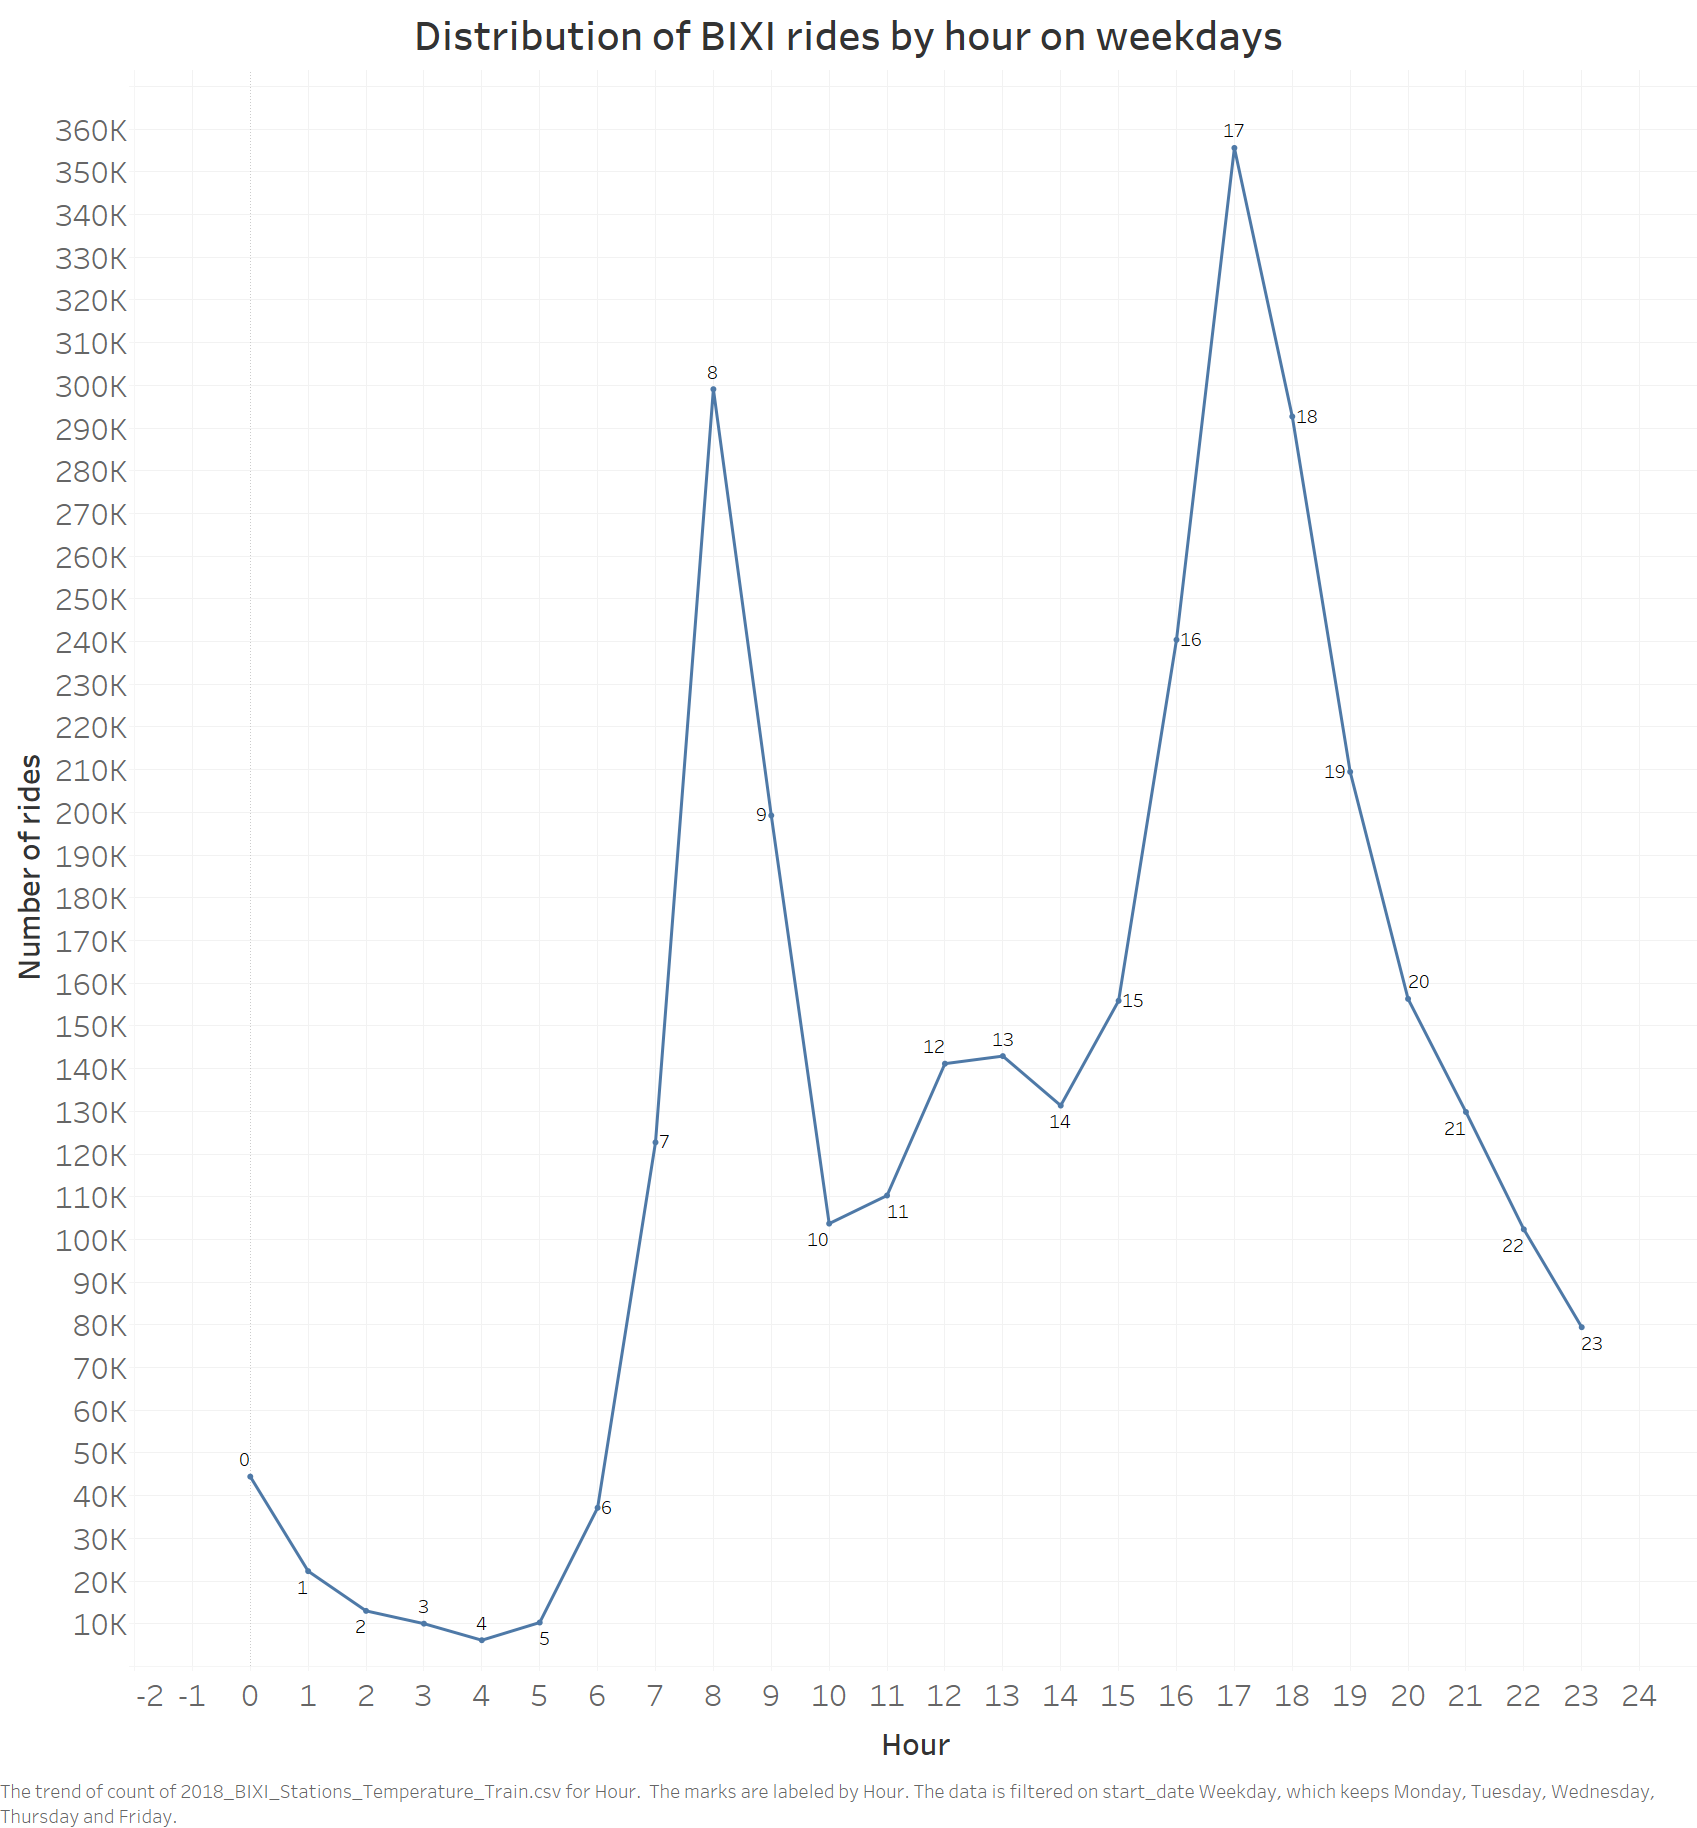 Distribution of BIXI rides by hour on weekdays
360K
350K
340K
330K
320K
310K
300K
290K
280K
270K
260K
250K
240K
230K
220K
210K
200K
190K
180K
170K
160K
150K
140K
130K
120K
110K
100K
90K
80K
70K
60K
50K
40K
30K
20K
10K
Number of rides
0
1
2
3
4
5
6
7
8
9
10
11
12
13
14
15
16
17
18
19
20
21
22
23
-2 -1 0 1 2 3 4 5 6 7 8 9 10 11 12 13 14 15 16 17 18 19 20 21 22 23 24
Hour
The trend of count of 2018_BIXI_Stations_Temperature_Train.csv for Hour.  The marks are labeled by Hour. The data is filtered on start_date Weekday, which keeps Monday, Tuesday, Wednesday,
Thursday and Friday.